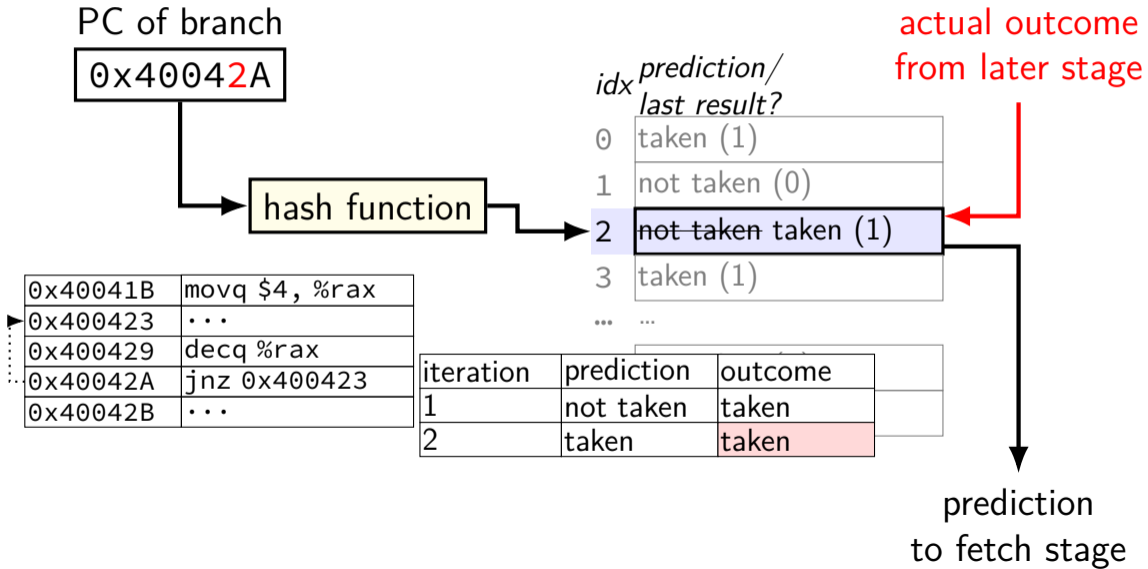 PC of branch
0x40042A
hash function
idx prediction/
last result?
0 taken (1)
1 not taken (0)
2 not taken taken (1)
3 taken (1)
... ...
actual outcome
from later stage
0x40041B movq $4, %rax
0x400423 ...
0x400429 decq %rax
0x40042A jnz 0x400423
0x40042B ...
iteration prediction outcome
1 not taken taken
2 taken taken
prediction
to fetch stage